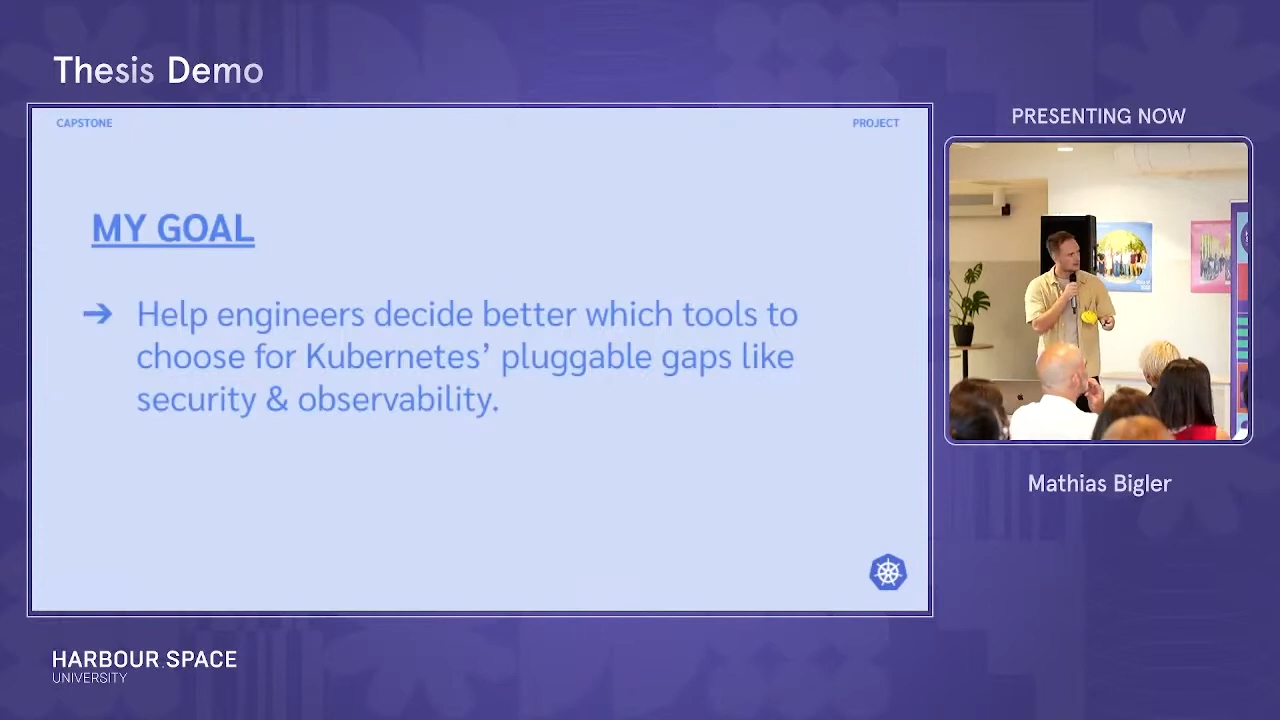 Thesis Demo
CAPSTONE
PROJECT
MY GOAL
➔ Help engineers decide better which tools to
choose for Kubernetes’ pluggable gaps like
security & observability.
PRESENTING NOW
Mathias Bigler
HARBOUR.SPACE
UNIVERSITY